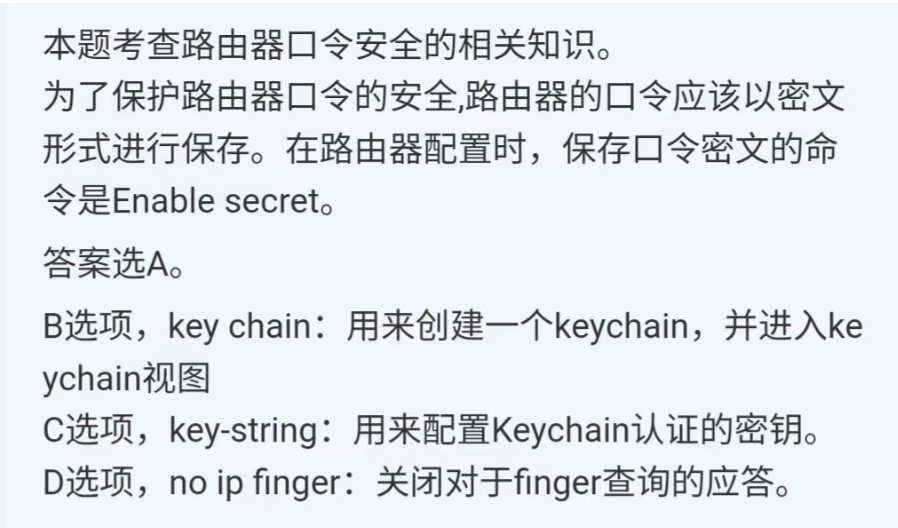 本题考查路由器口令安全的相关知识。
为了保护路由器口令的安全,路由器的口令应该以密文
形式进行保存。在路由器配置时，保存口令密文的命
令是Enable secret。
答案选A。
B选项，key chain：用来创建一个keychain，并进入ke
ychain视图
C选项，key-string：用来配置Keychain认证的密钥。
D选项，no ip finger：关闭对于finger查询的应答。